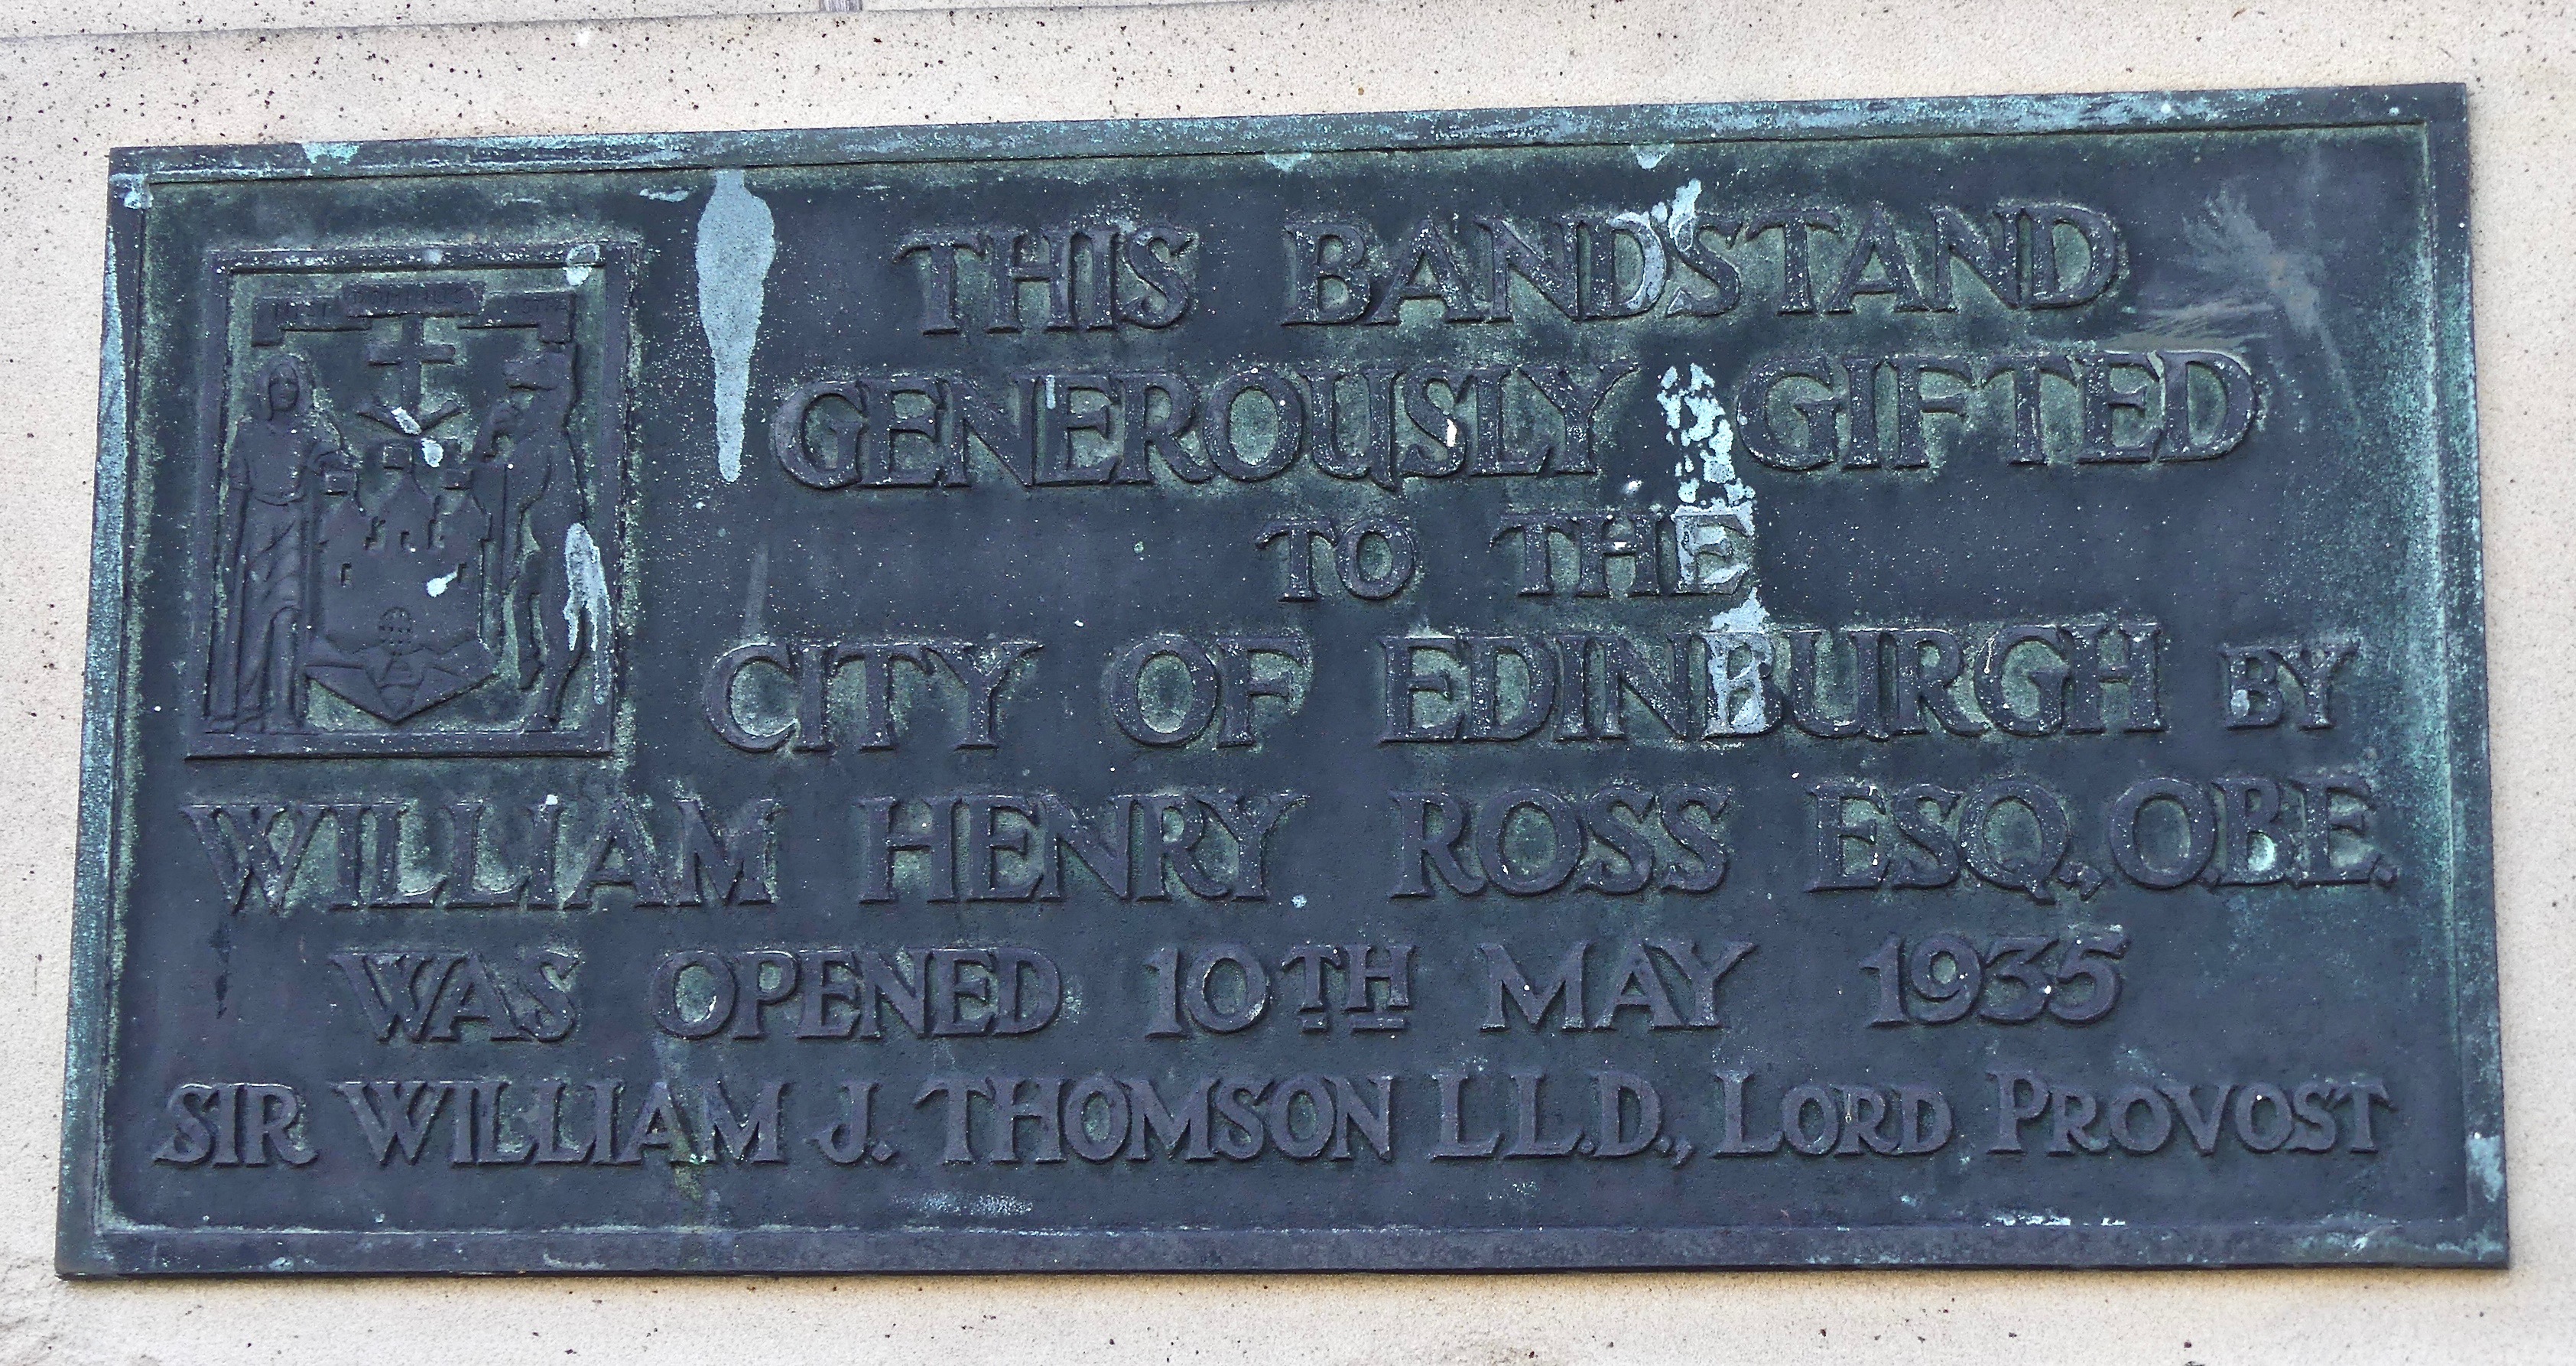 THIS BANDSTAND
GENEROUSLY GIFTED
TO THE
CITY OF EDINBURGH BY
WILLIAM HENRY ROSS ESQ., O.B.E.
WAS OPENED 10TH MAY 1935
SIR WILLIAM J. THOMSON LL.D., LORD PROVOST